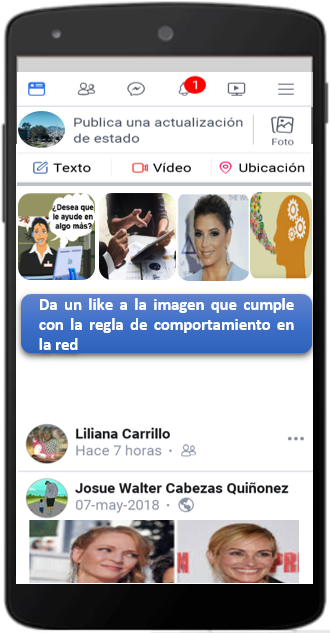 1
Publica una actualización
de estado
Foto
Texto
Vídeo
Ubicación
¿Desea que
le ayude en
algo más?
Da un like a la imagen que cumple
con la regla de comportamiento en
la red
Liliana Carrillo
Hace 7 horas ·
Josue Walter Cabezas Quiñonez
07-may-2018 ·